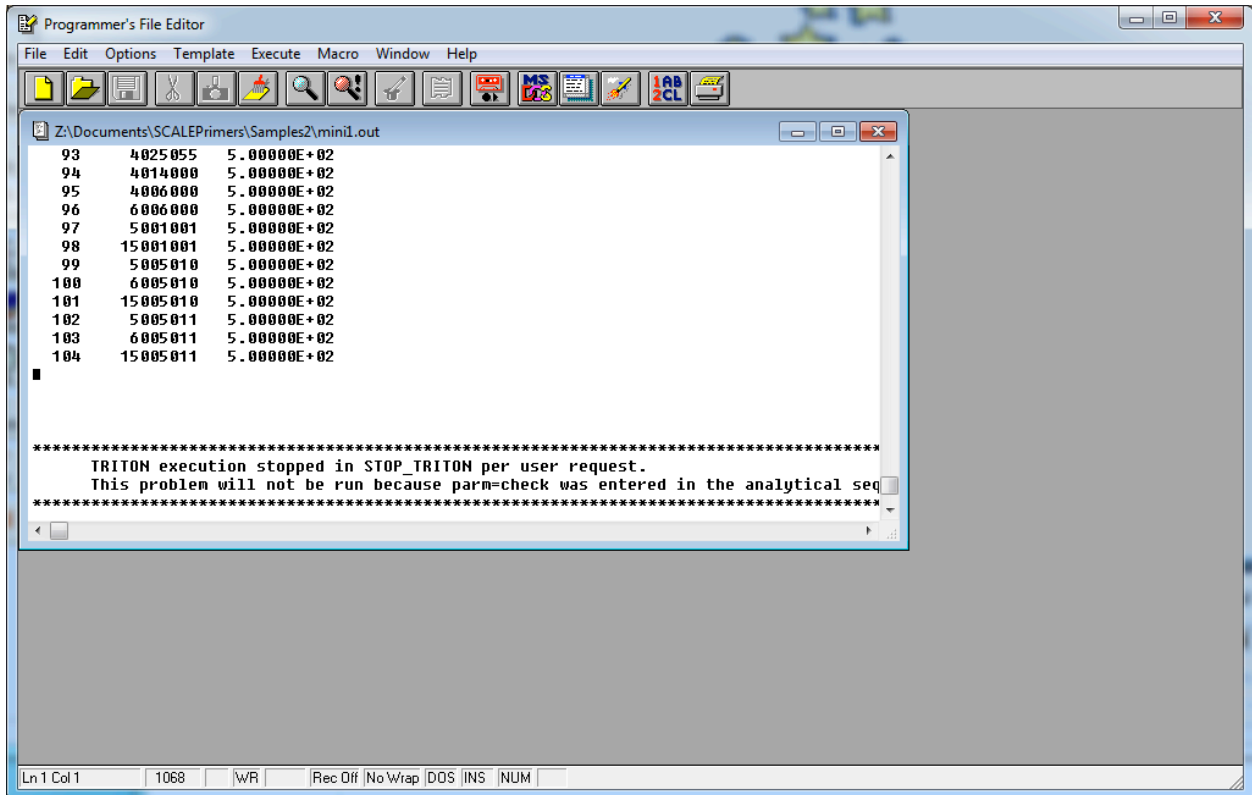 Programmer's File Editor
File Edit Options Template Execute Macro Window Help
MS DOS 1AB 2CL
Z:\Documents\SCALEPrimers\Samples2\mini1.out
93 4025055 5.00000E+02
94 4014000 5.00000E+02
95 4006000 5.00000E+02
96 6006000 5.00000E+02
97 5001001 5.00000E+02
98 15001001 5.00000E+02
99 5005010 5.00000E+02
100 6005010 5.00000E+02
101 15005010 5.00000E+02
102 5005011 5.00000E+02
103 6005011 5.00000E+02
104 15005011 5.00000E+02
***************************************************************************************
TRITON execution stopped in STOP_TRITON per user request.
This problem will not be run because parm=check was entered in the analytical seq
***************************************************************************************
Ln 1 Col 1 1068 WR Rec Off No Wrap DOS INS NUM